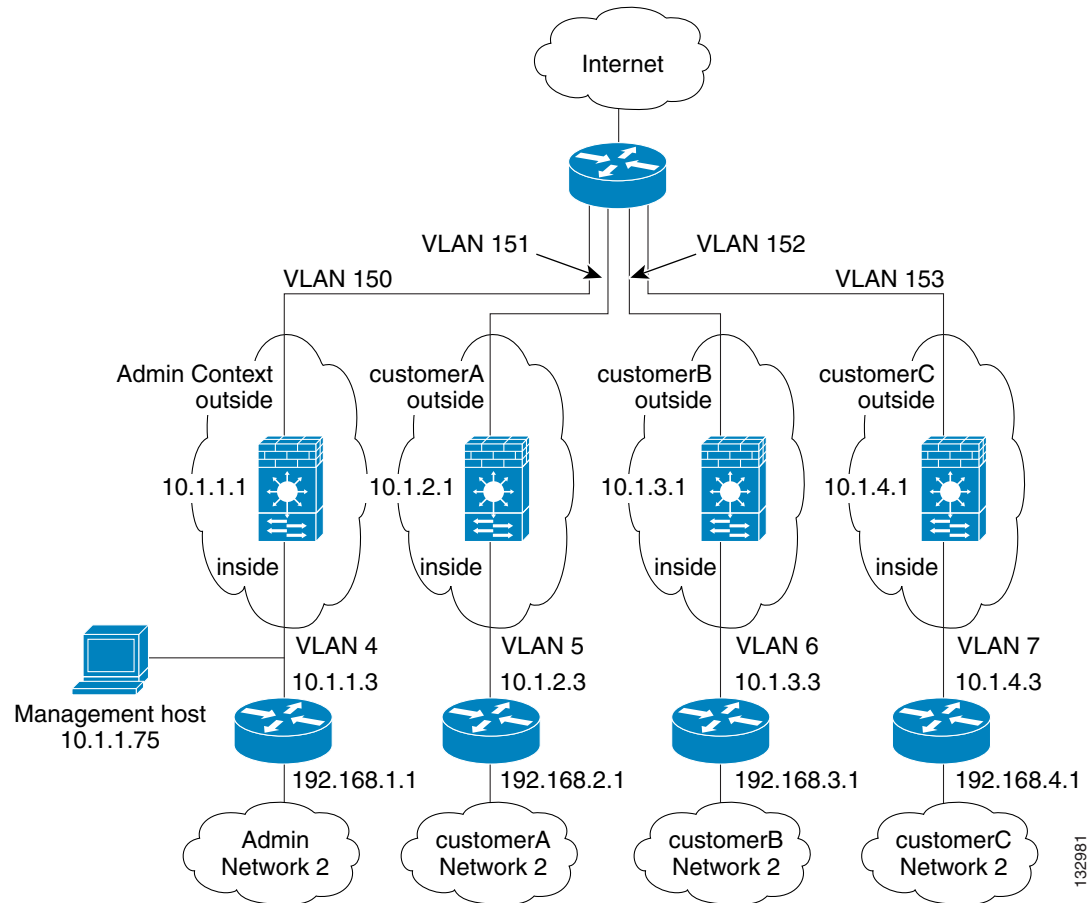 Internet
VLAN 151
VLAN 152
VLAN 150
VLAN 153
Admin Context
outside
customerA
outside
customerB
outside
customerC
outside
10.1.1.1
10.1.2.1
10.1.3.1
10.1.4.1
inside
inside
inside
inside
VLAN 4
VLAN 5
VLAN 6
VLAN 7
10.1.1.3
10.1.2.3
10.1.3.3
10.1.4.3
Management host
10.1.1.75
192.168.1.1
192.168.2.1
192.168.3.1
192.168.4.1
Admin
Network 2
customerA
Network 2
customerB
Network 2
customerC
Network 2
132981